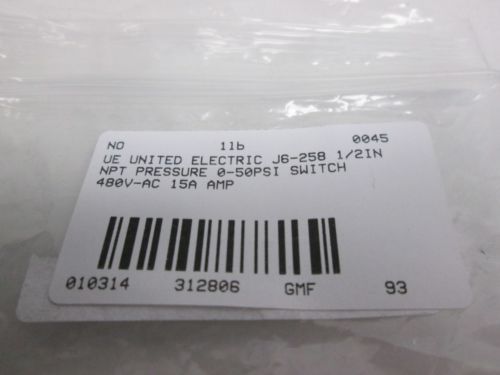 NO 11b 0045
UE UNITED ELECTRIC J6-258 1/2IN
NPT PRESSURE 0-50PSI SWITCH
480V-AC 15A AMP
010314 312806 GMF 93